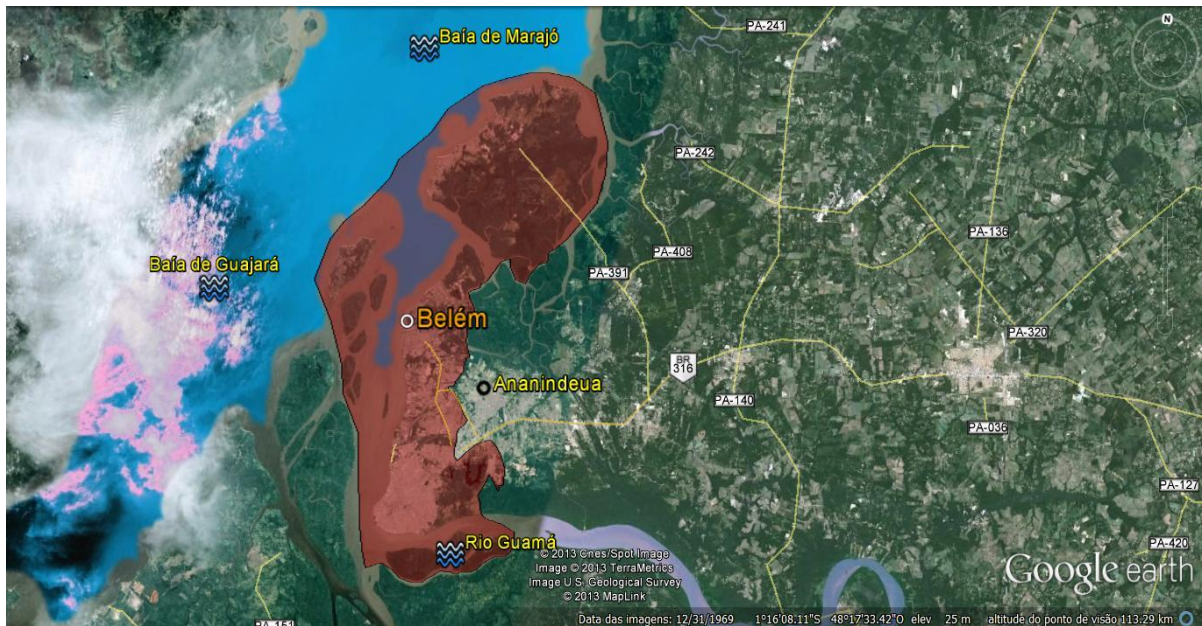 N
PA-241
Baía de Marajó
PA-242
PA-136
PA-408
Baía de Guajará
PA-391
Belém
PA-320
BR
316
Ananindeua
PA-140
PA-036
PA-127
Rio Guamá
PA-420
© 2013 Cnes/Spot Image
Image © 2013 TerraMetrics
Image U.S. Geological Survey
© 2013 MapLink
Google earth
PA-151
Data das imagens: 12/31/1969 1°16'08.11"S 48°17'33.42"O elev 25 m altitude do ponto de visão 113.29 km